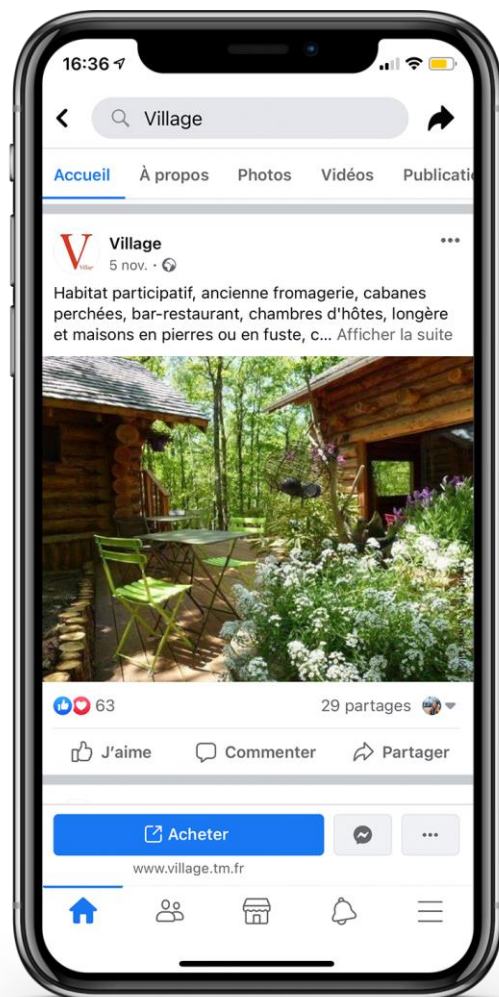 16:36
Village
Accueil À propos Photos Vidéos Publicati
V
Village
5 nov.
Habitat participatif, ancienne fromagerie, cabanes
perchées, bar-restaurant, chambres d'hôtes, longère
et maisons en pierres ou en fuste, c... Afficher la suite
63 29 partages
J'aime Commenter Partager
Acheter
www.village.tm.fr